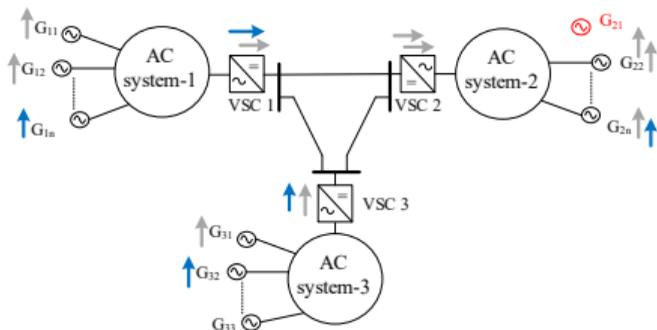 G11
G12
G1n
AC
system-1
VSC 1
VSC 2
AC
system-2
G21
G22
G2n
VSC 3
G31
G32
G33
AC
system-3